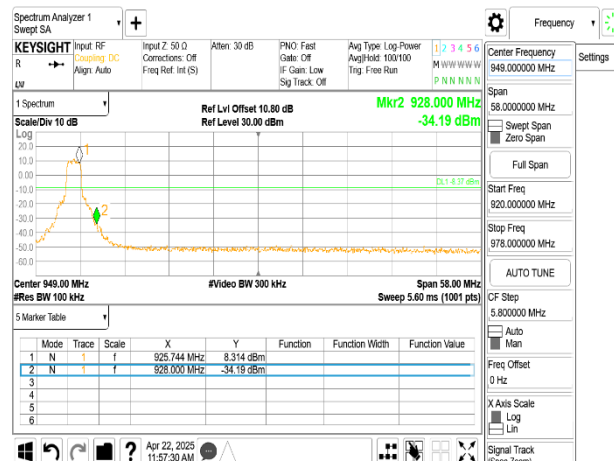 Spectrum Analyzer 1
Swept SA
Frequency
KEYSIGHT
Input: RF
Coupling: DC
Align: Auto
Input Z: 50 Ω
Corrections: Off
Freq Ref: Int (S)
Atten: 30 dB
PNO: Fast
Gate: Off
IF Gain: Low
Sig Track: Off
Avg Type: Log-Power
Avg|Hold: 100/100
Trig: Free Run
1 2 3 4 5 6
M W W W W W
P N N N N N
R
Center Frequency
949.000000 MHz
Settings
1 Spectrum
Scale/Div 10 dB
Log
Ref Lvl Offset 10.80 dB
Ref Level 30.00 dBm
Mkr2 928.000 MHz
-34.19 dBm
Span
58.0000000 MHz
Swept Span
Zero Span
Full Span
20.0
10.0
0.00
-10.0
-20.0
-30.0
-40.0
-50.0
-60.0
1
2
DL1 -8.37 dBm
Start Freq
920.000000 MHz
Stop Freq
978.000000 MHz
AUTO TUNE
Center 949.00 MHz
#Res BW 100 kHz
#Video BW 300 kHz
Span 58.00 MHz
Sweep 5.60 ms (1001 pts)
CF Step
5.800000 MHz
Auto
Man
5 Marker Table
Mode Trace Scale X Y Function Function Width Function Value
1 N 1 f 925.744 MHz 8.314 dBm
2 N 1 f 928.000 MHz -34.19 dBm
3
4
5
6
Freq Offset
0 Hz
X Axis Scale
Log
Lin
Signal Track
(Span Zoom)
Apr 22, 2025
11:57:30 AM